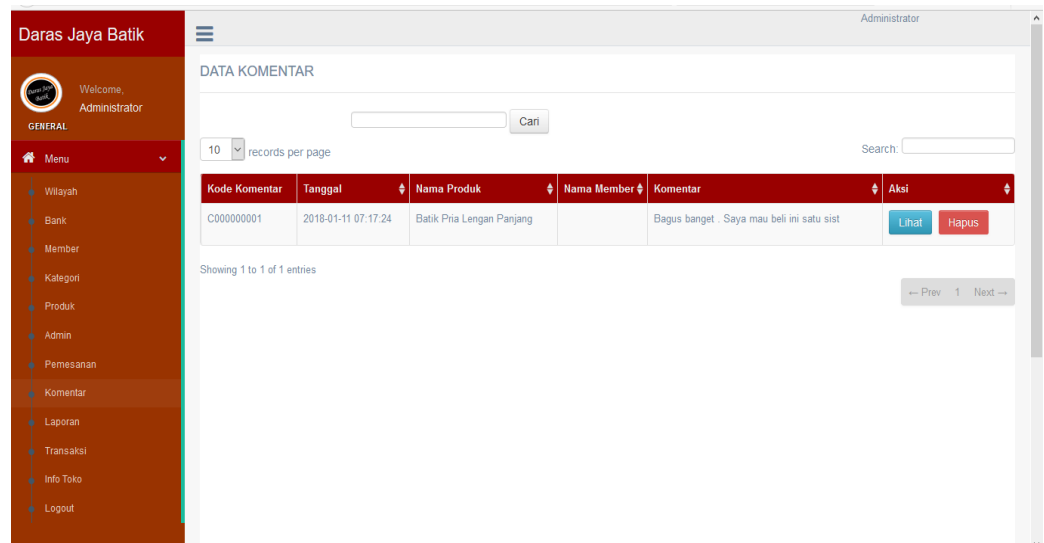 Administrator
Daras Jaya Batik
Daras Jaya
Batik
Welcome,
Administrator
GENERAL
Menu
Wilayah
Bank
Member
Kategori
Produk
Admin
Pemesanan
Komentar
Laporan
Transaksi
Info Toko
Logout
DATA KOMENTAR
Cari
10 records per page Search:
Kode Komentar Tanggal Nama Produk Nama Member Komentar Aksi
C000000001 2018-01-11 07:17:24 Batik Pria Lengan Panjang Bagus banget . Saya mau beli ini satu sist Lihat Hapus
Showing 1 to 1 of 1 entries
← Prev 1 Next →